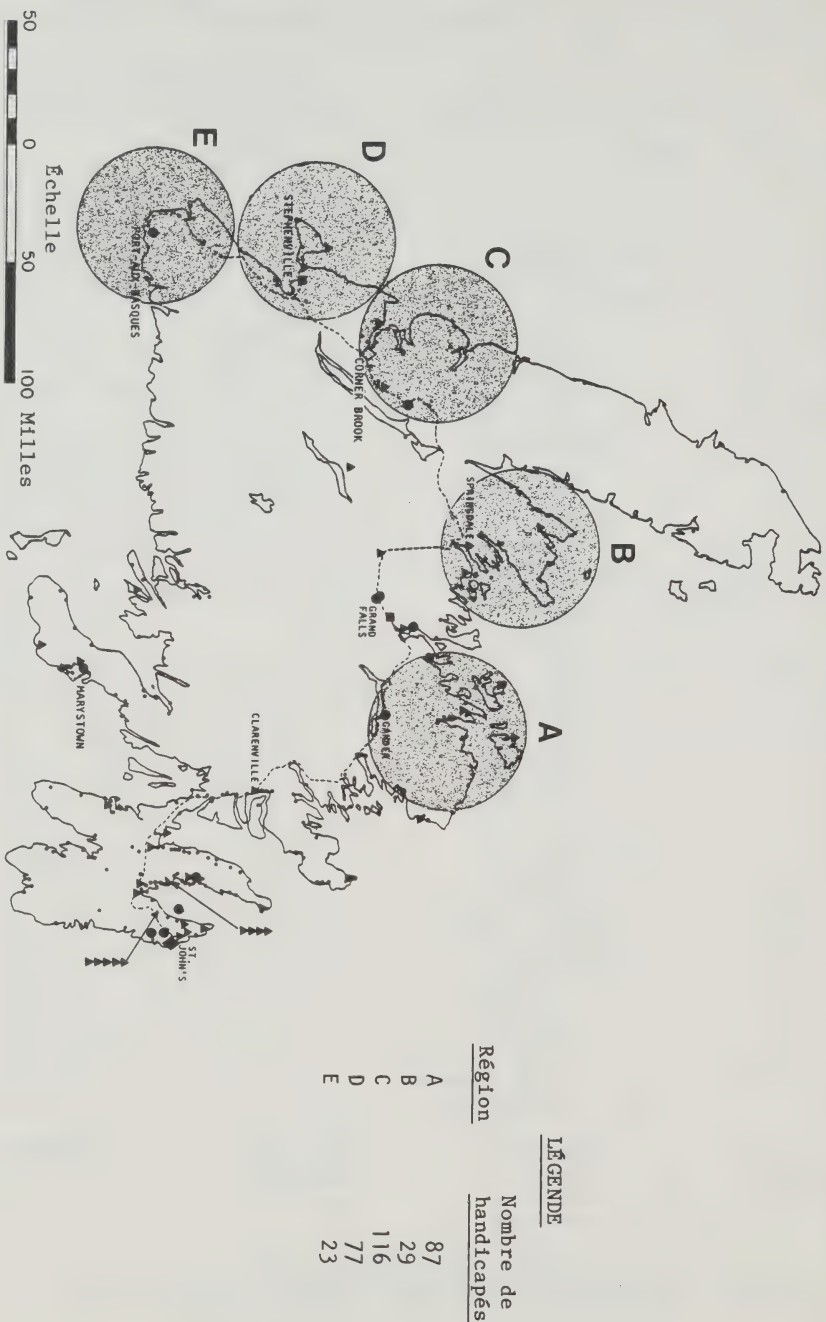 LÉGENDE
Région
Nombre de
handicapés
A 87
B 29
C 116
D 77
E 23
A
B
C
D
E
SPRINGDALE
GANDER
GRAND
FALLS
CORNER BROOK
STEPHENVILLE
PORT-AUX-BASQUES
CLARENVILLE
MARYSTOWN
ST.
JOHN'S
50 0 50 100 Milles
Échelle